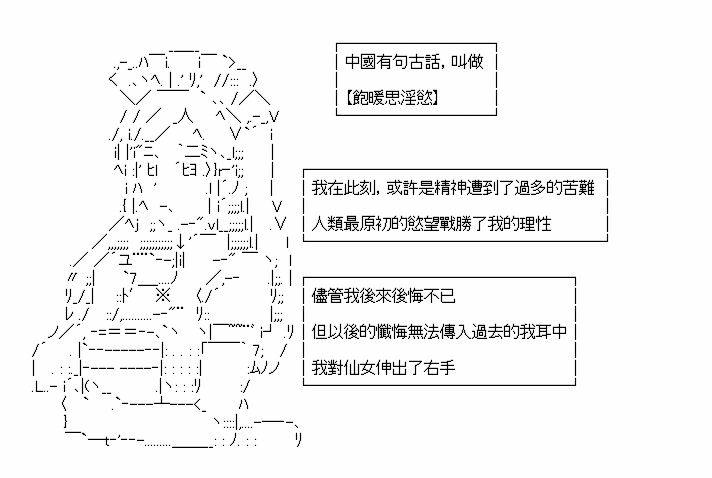 中國有句古話，叫做
【飽暖思淫慾】
我在此刻，或許是精神遭到了過多的苦難
人類最原初的慾望戰勝了我的理性
儘管我後來後悔不已
但以後的懺悔無法傳入過去的我耳中
我對仙女伸出了右手